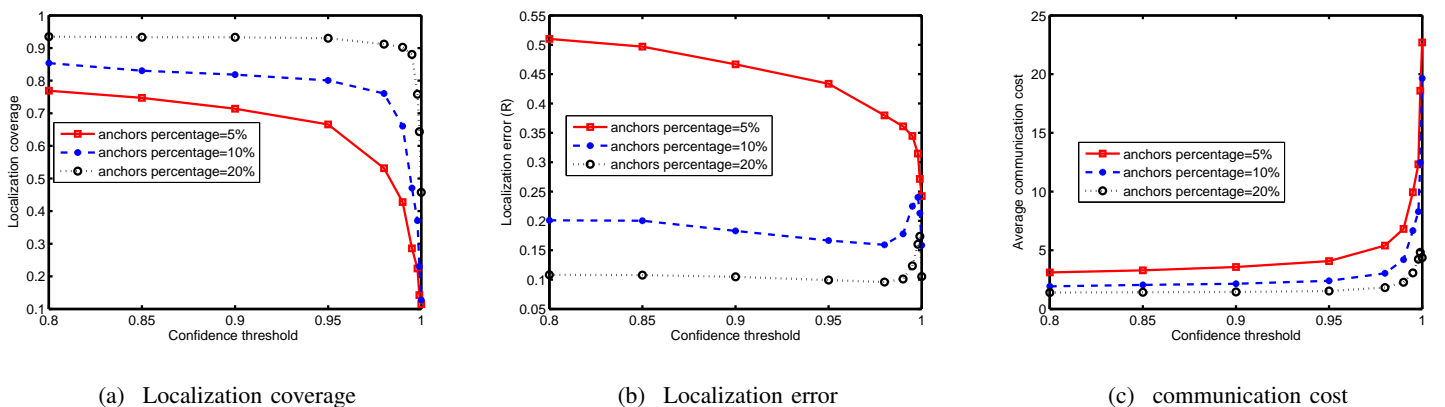 1
0.9
0.8
0.7
0.6
0.5
0.4
0.3
0.2
0.1
0.8
0.85
0.9
0.95
1
Confidence threshold
Localization coverage
anchors percentage=5%
anchors percentage=10%
anchors percentage=20%
(a) Localization coverage
0.55
0.5
0.45
0.4
0.35
0.3
0.25
0.2
0.15
0.1
0.05
0.8
0.85
0.9
0.95
1
Confidence threshold
Localization error (R)
anchors percentage=5%
anchors percentage=10%
anchors percentage=20%
(b) Localization error
25
20
15
10
5
0
0.8
0.85
0.9
0.95
1
Confidence threshold
Average communication cost
anchors percentage=5%
anchors percentage=10%
anchors percentage=20%
(c) communication cost